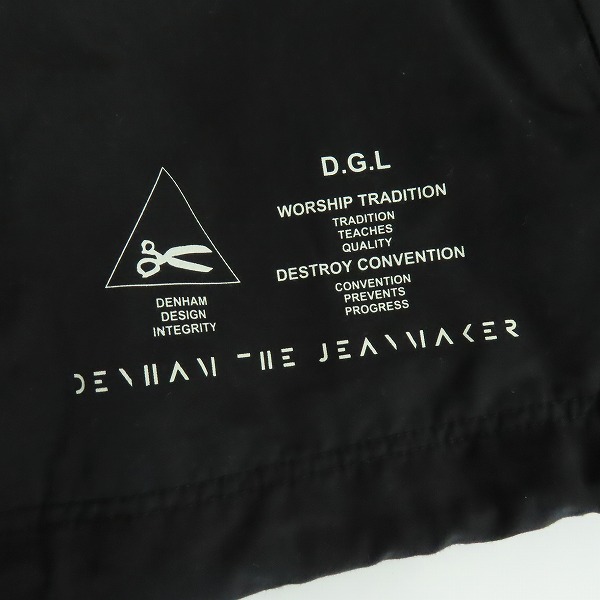 D.G.L
WORSHIP TRADITION
TRADITION
TEACHES
QUALITY
DESTROY CONVENTION
CONVENTION
PREVENTS
PROGRESS
DENHAM
DESIGN
INTEGRITY
DENHAM THE JEANMAKER